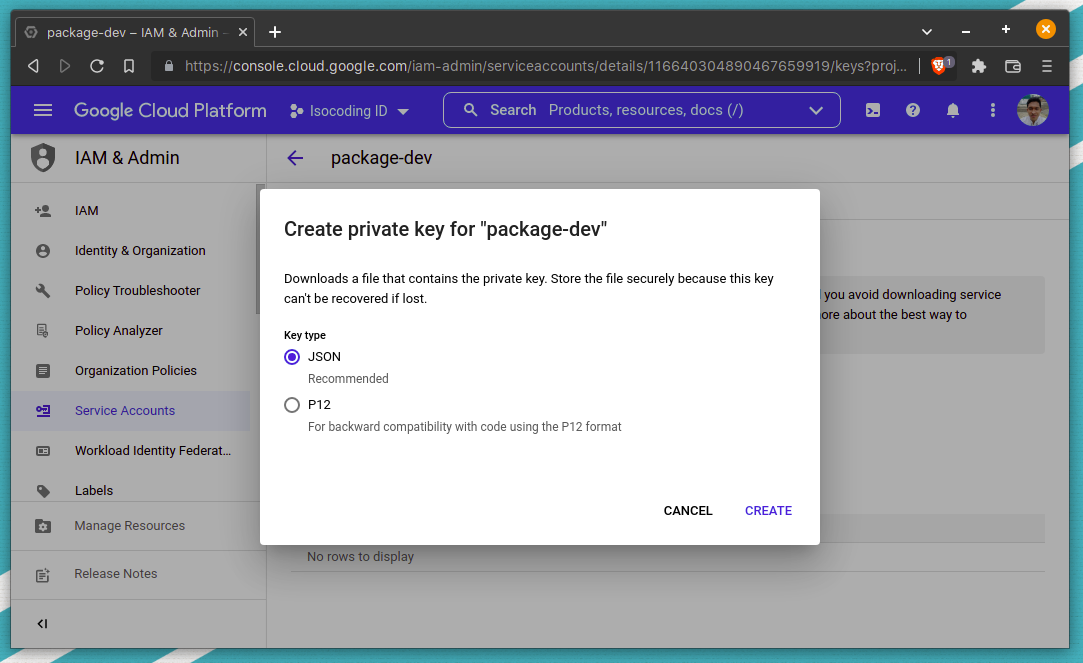 package-dev – IAM & Admin –
https://console.cloud.google.com/iam-admin/serviceaccounts/details/116640304890467659919/keys?proj...
1
Google Cloud Platform
Isocoding ID
Search Products, resources, docs (/)
IAM & Admin
package-dev
IAM
Identity & Organization
Policy Troubleshooter
Policy Analyzer
Organization Policies
Service Accounts
Workload Identity Federat...
Labels
Manage Resources
Release Notes
Create private key for "package-dev"
Downloads a file that contains the private key. Store the file securely because this key
can't be recovered if lost.
Key type
JSON
Recommended
P12
For backward compatibility with code using the P12 format
CANCEL
CREATE
you avoid downloading service
ore about the best way to
No rows to display